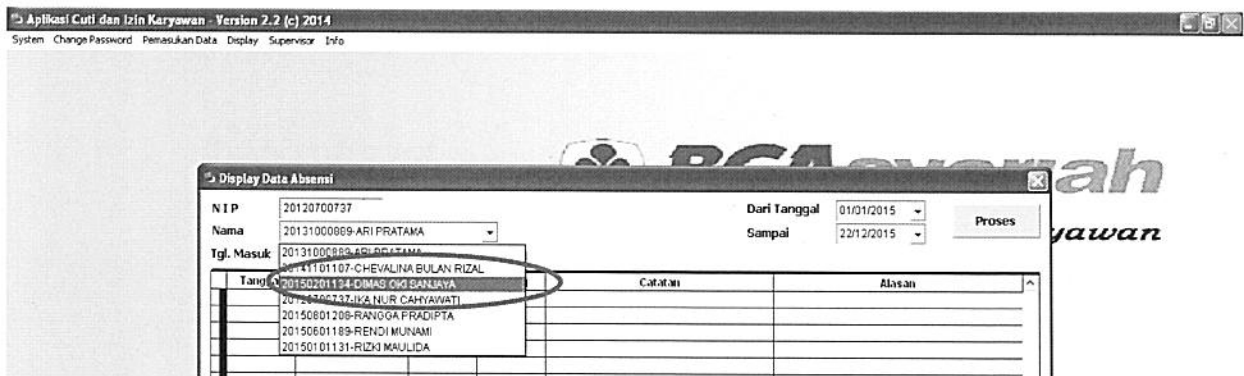 Aplikasi Cuti dan Izin Karyawan - Version 2.2 (c) 2014
System Change Password Pemasukan Data Display Supervisor Info
BCA syariah
Display Data Absensi
NIP 20120700737 Dari Tanggal 01/01/2015 Proses
Nama 20131000889-ARI PRATAMA Sampai 22/12/2015
yawan
Tgl. Masuk 20131000889-ARI PRATAMA
20141101107-CHEVALINA BULAN RIZAL
Tang 20150201134-DIMAS OKI SANJAYA Catatan Alasan
20120700737-IKA NUR CAHYAWATI
20150801208-RANGGA PRADIPTA
20150601189-RENDI MUNAMI
20150101131-RIZKI MAULIDA